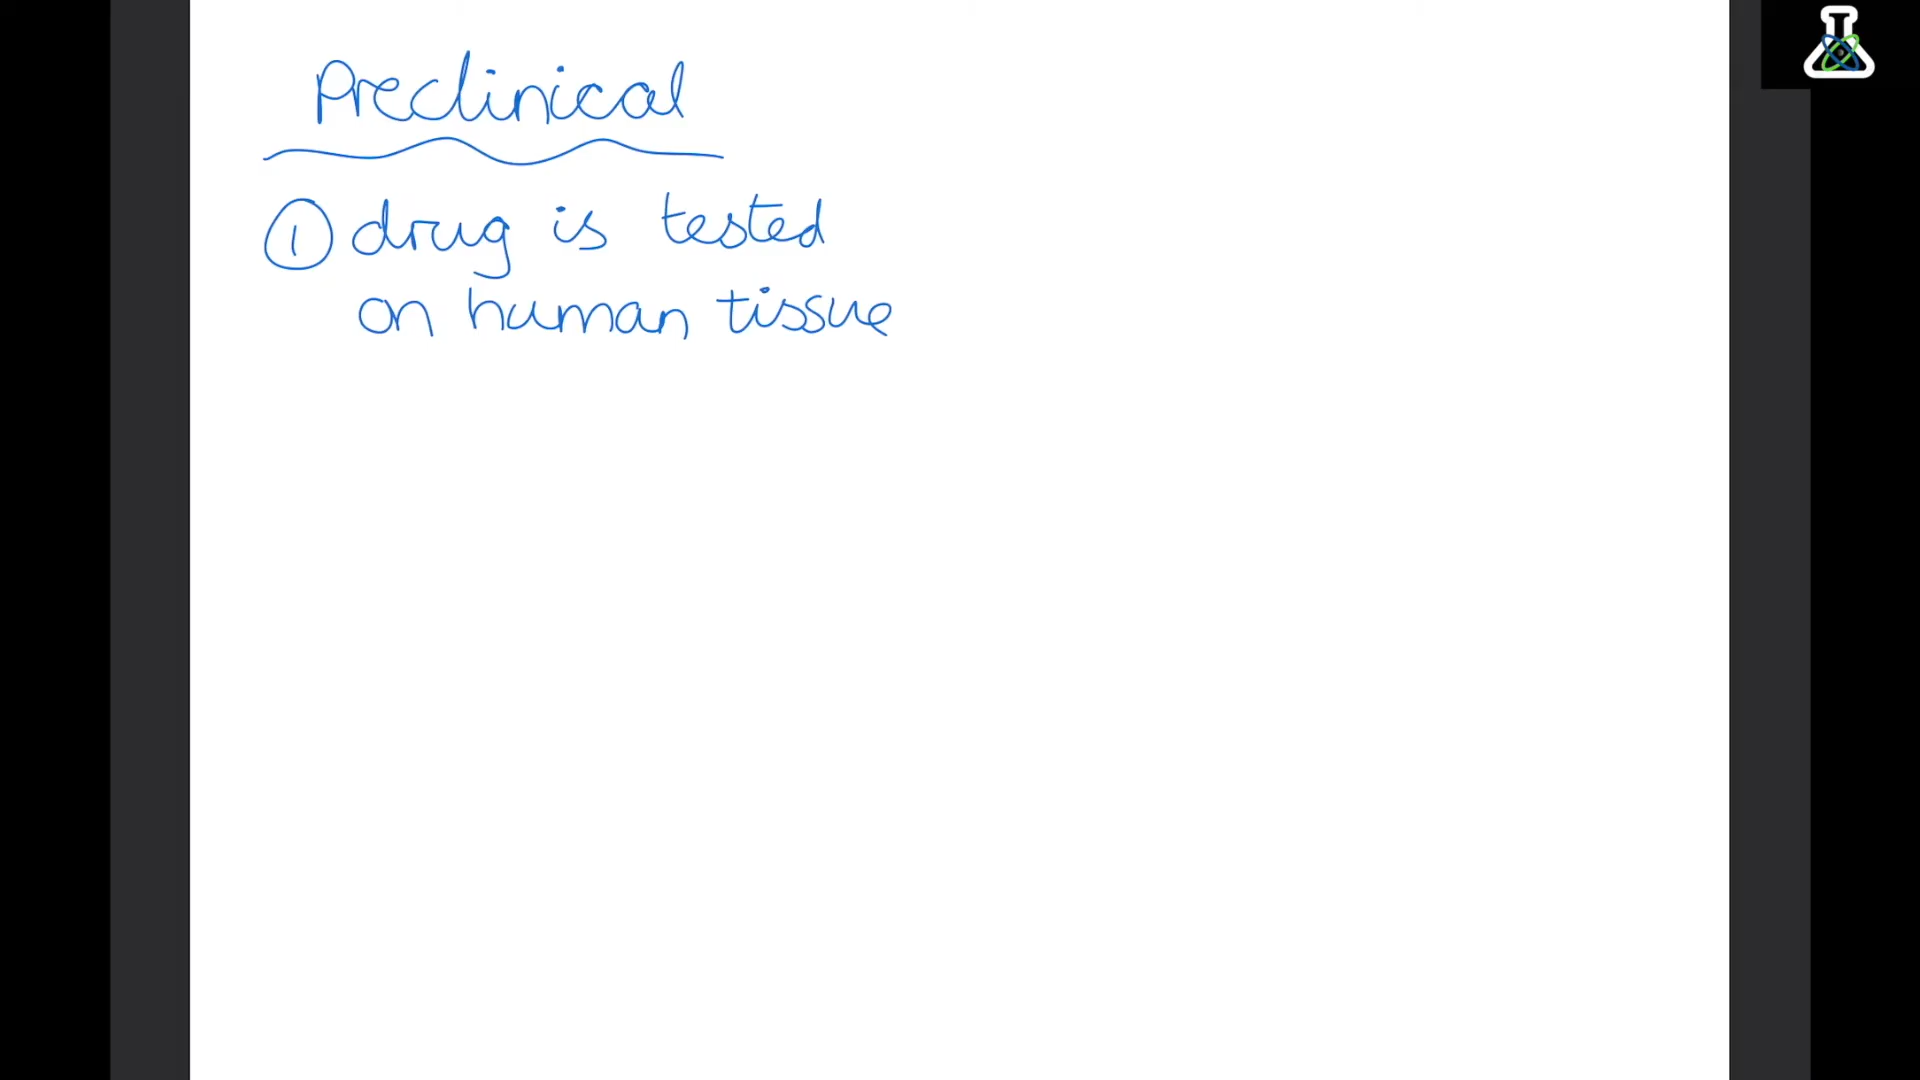 Preclinical
① drug is tested
on human tissue